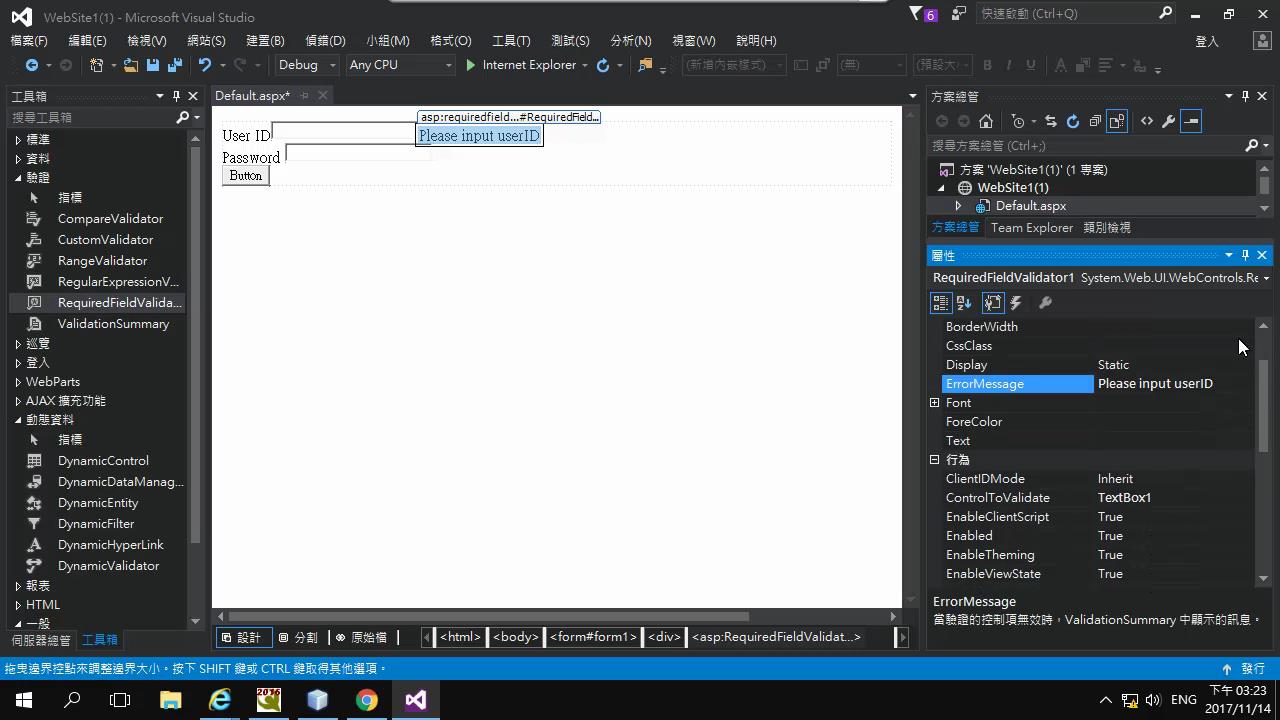 WebSite1(1) - Microsoft Visual Studio
6
快速啟動 (Ctrl+Q)
檔案(F) 編輯(E) 檢視(V) 網站(S) 建置(B) 偵錯(D) 小組(M) 格式(O) 工具(T) 測試(S) 分析(N) 視窗(W) 說明(H)
登入
Debug Any CPU Internet Explorer (新增內嵌樣式) (無) (預設大 B I U A
工具箱
搜尋工具箱
標準
資料
驗證
指標
CompareValidator
CustomValidator
RangeValidator
RegularExpressionV...
RequiredFieldValida...
ValidationSummary
巡覽
登入
WebParts
AJAX 擴充功能
動態資料
指標
DynamicControl
DynamicDataManag...
DynamicEntity
DynamicFilter
DynamicHyperLink
DynamicValidator
報表
HTML
一般
伺服器總管 工具箱
Default.aspx*
asp:requiredfield...#RequiredField...
User ID Please input userID
Password
Button
設計 分割 原始檔 <html> <body> <form#form1> <div> <asp:RequiredFieldValidat...>
方案總管
搜尋方案總管 (Ctrl+;)
方案 'WebSite1(1)' (1 專案)
WebSite1(1)
Default.aspx
方案總管 Team Explorer 類別檢視
屬性
RequiredFieldValidator1 System.Web.UI.WebControls.Re
BorderWidth
CssClass
Display Static
ErrorMessage Please input userID
Font
ForeColor
Text
行為
ClientIDMode Inherit
ControlToValidate TextBox1
EnableClientScript True
Enabled True
EnableTheming True
EnableViewState True
ErrorMessage
當驗證的控制項無效時，ValidationSummary 中顯示的訊息。
拖曳邊界控點來調整邊界大小。按下 SHIFT 鍵或 CTRL 鍵取得其他選項。
發行
2016
ENG
下午 03:23
2017/11/14